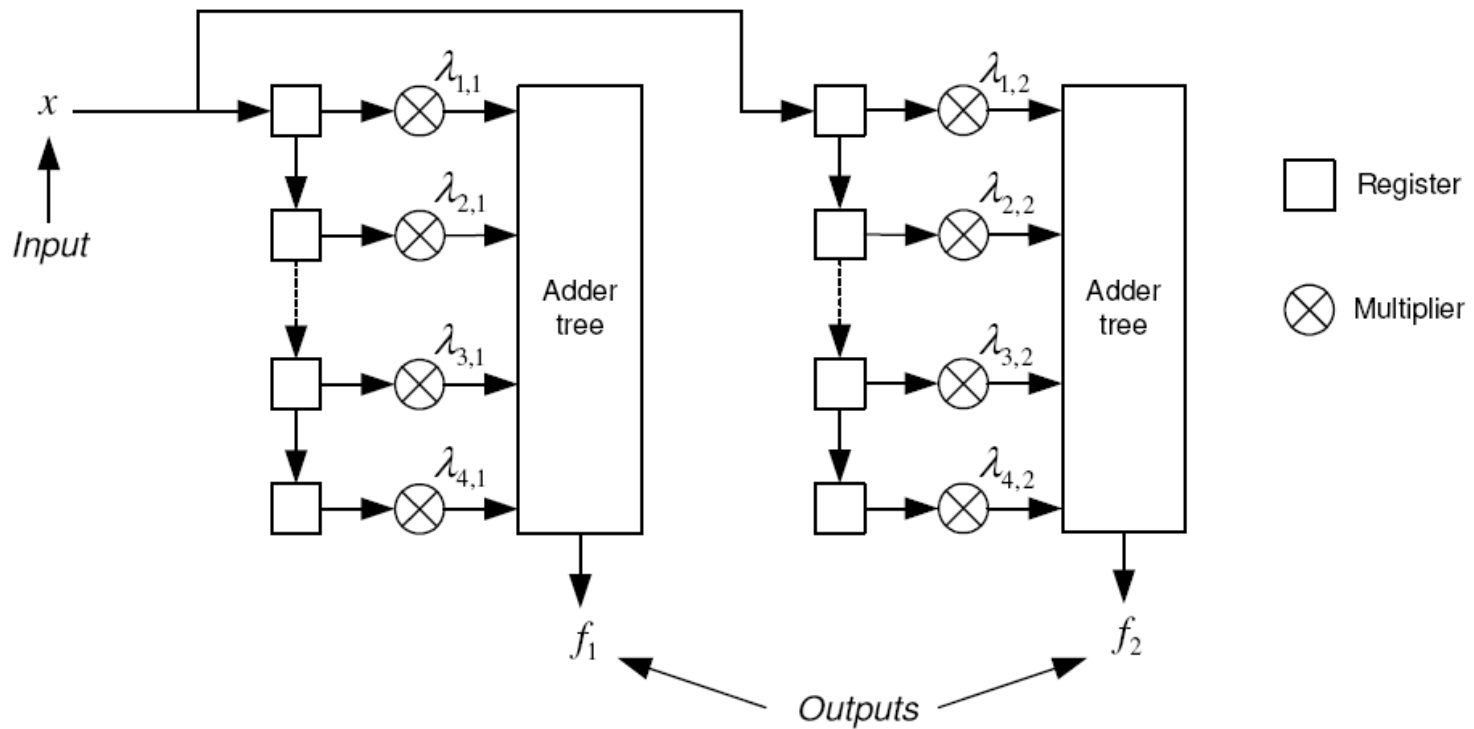 λ1,1
λ1,2
x
Register
Input
λ2,1
λ2,2
Adder
tree
Adder
tree
Multiplier
λ3,1
λ3,2
λ4,1
λ4,2
f1
f2
Outputs